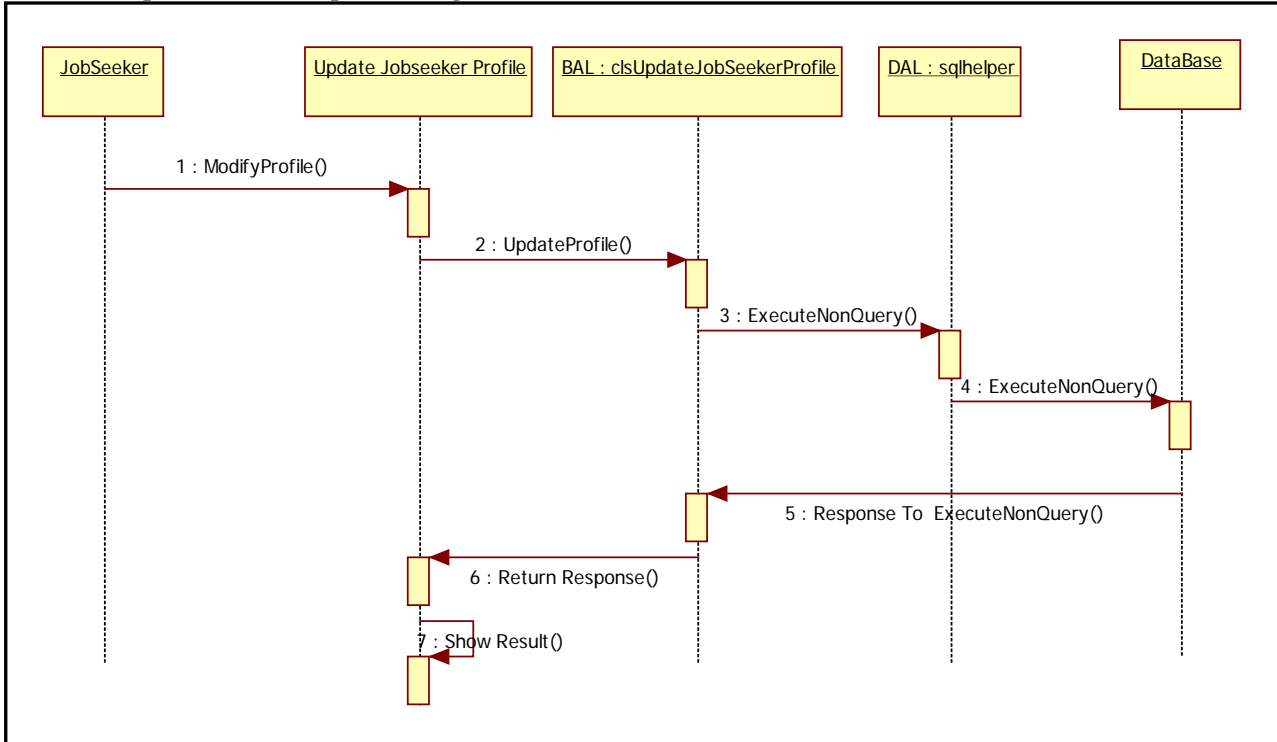 JobSeeker
Update Jobseeker Profile
BAL : clsUpdateJobSeekerProfile
DAL : sqlhelper
DataBase
1 : ModifyProfile()
2 : UpdateProfile()
3 : ExecuteNonQuery()
4 : ExecuteNonQuery()
5 : Response To ExecuteNonQuery()
6 : Return Response()
7 : Show Result()